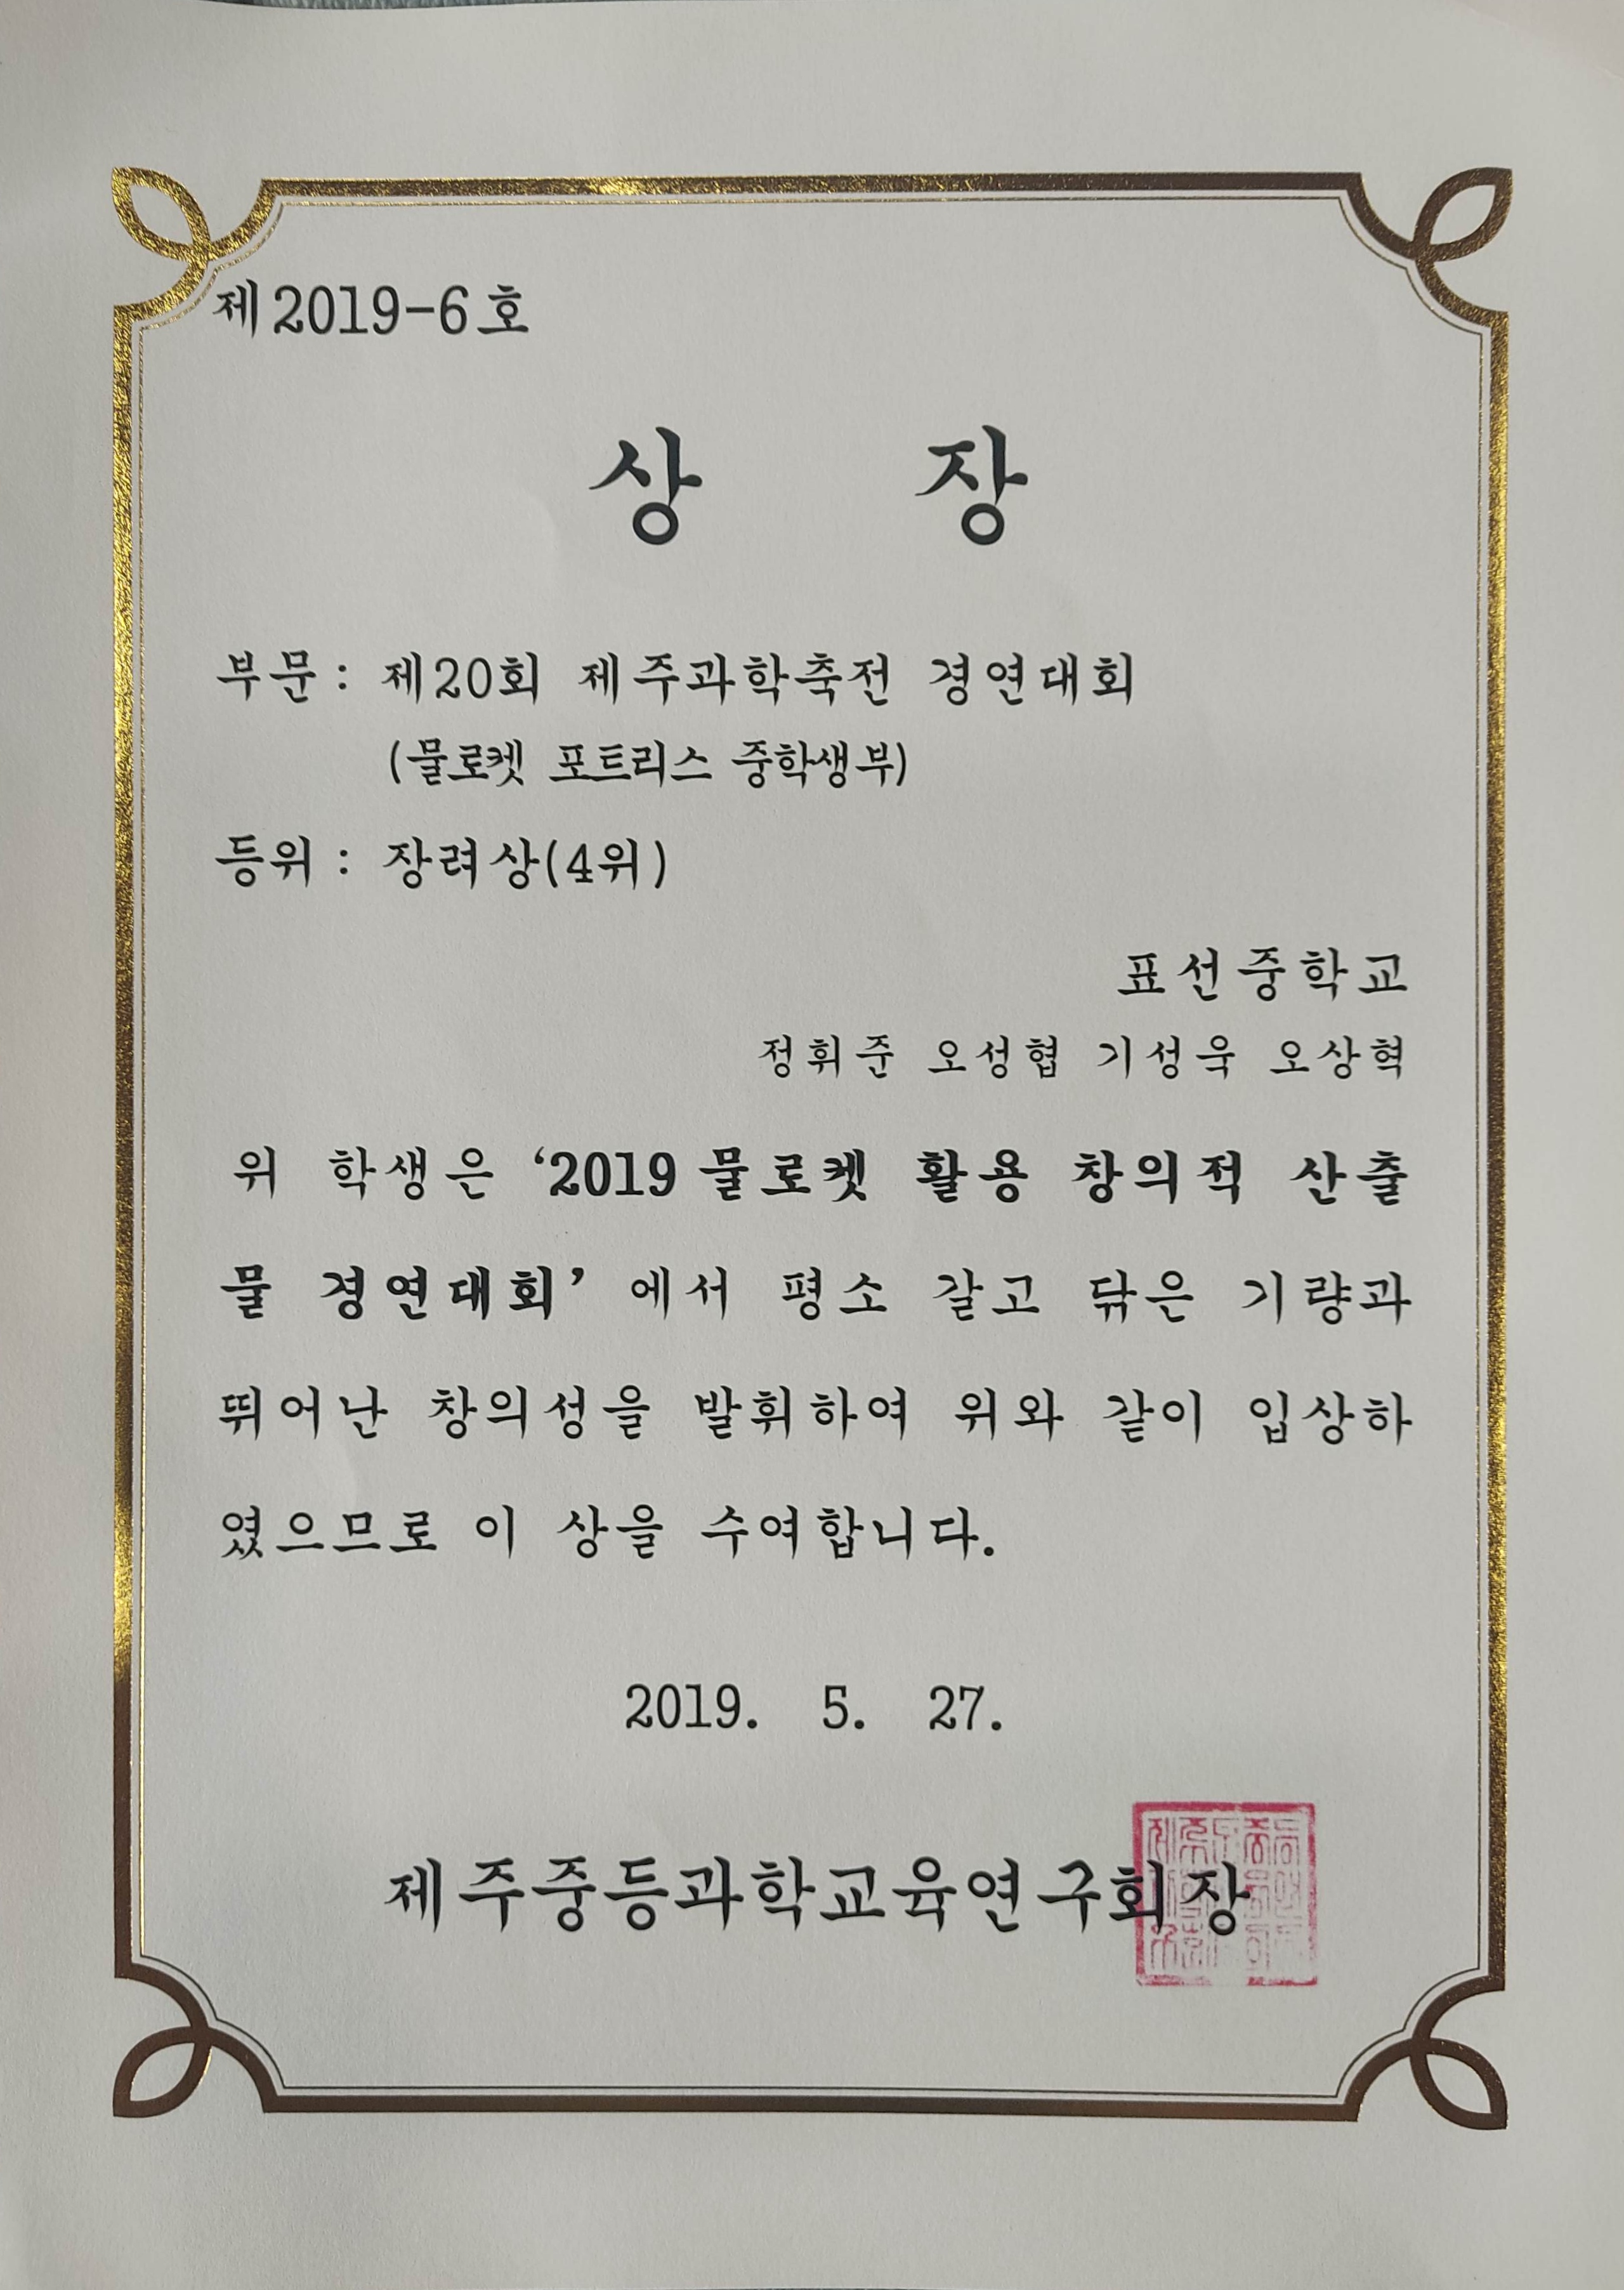 제2019-6호
상 장
부문 : 제20회 제주과학축전 경연대회
(물로켓 포트리스 중학생부)
등위 : 장려상(4위)
표선중학교
정휘준 오성협 기성욱 오상혁
위 학생은 ‘2019 물로켓 활용 창의적 산출
물 경연대회’ 에서 평소 갈고 닦은 기량과
뛰어난 창의성을 발휘하여 위와 같이 입상하
였으므로 이 상을 수여합니다.
2019. 5. 27.
제주중등과학교육연구회장